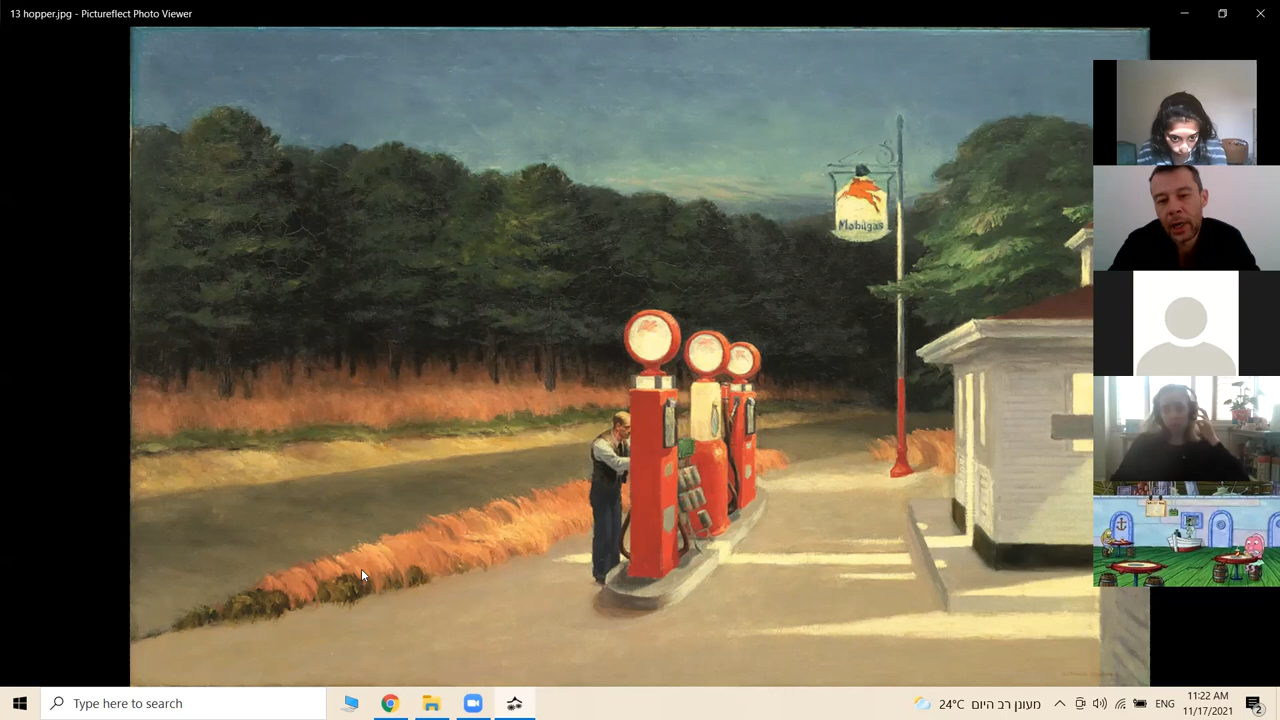 13 hopper.jpg - Pictureflect Photo Viewer
Mobilgas
Type here to search
24°C מעונן רב היום
ENG
11:22 AM
11/17/2021
2